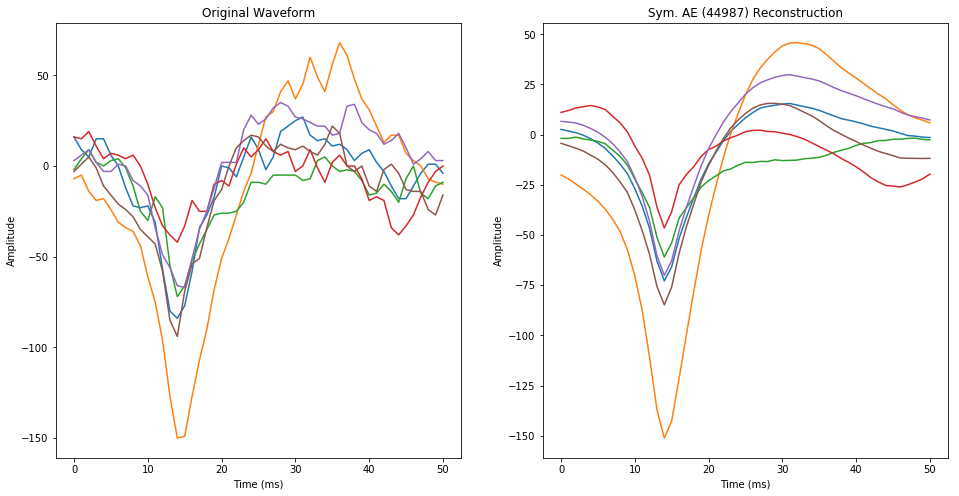 Original Waveform
Amplitude
50
0
−50
−100
−150
0 10 20 30 40 50
Time (ms)
Sym. AE (44987) Reconstruction
Amplitude
50
25
0
−25
−50
−75
−100
−125
−150
0 10 20 30 40 50
Time (ms)